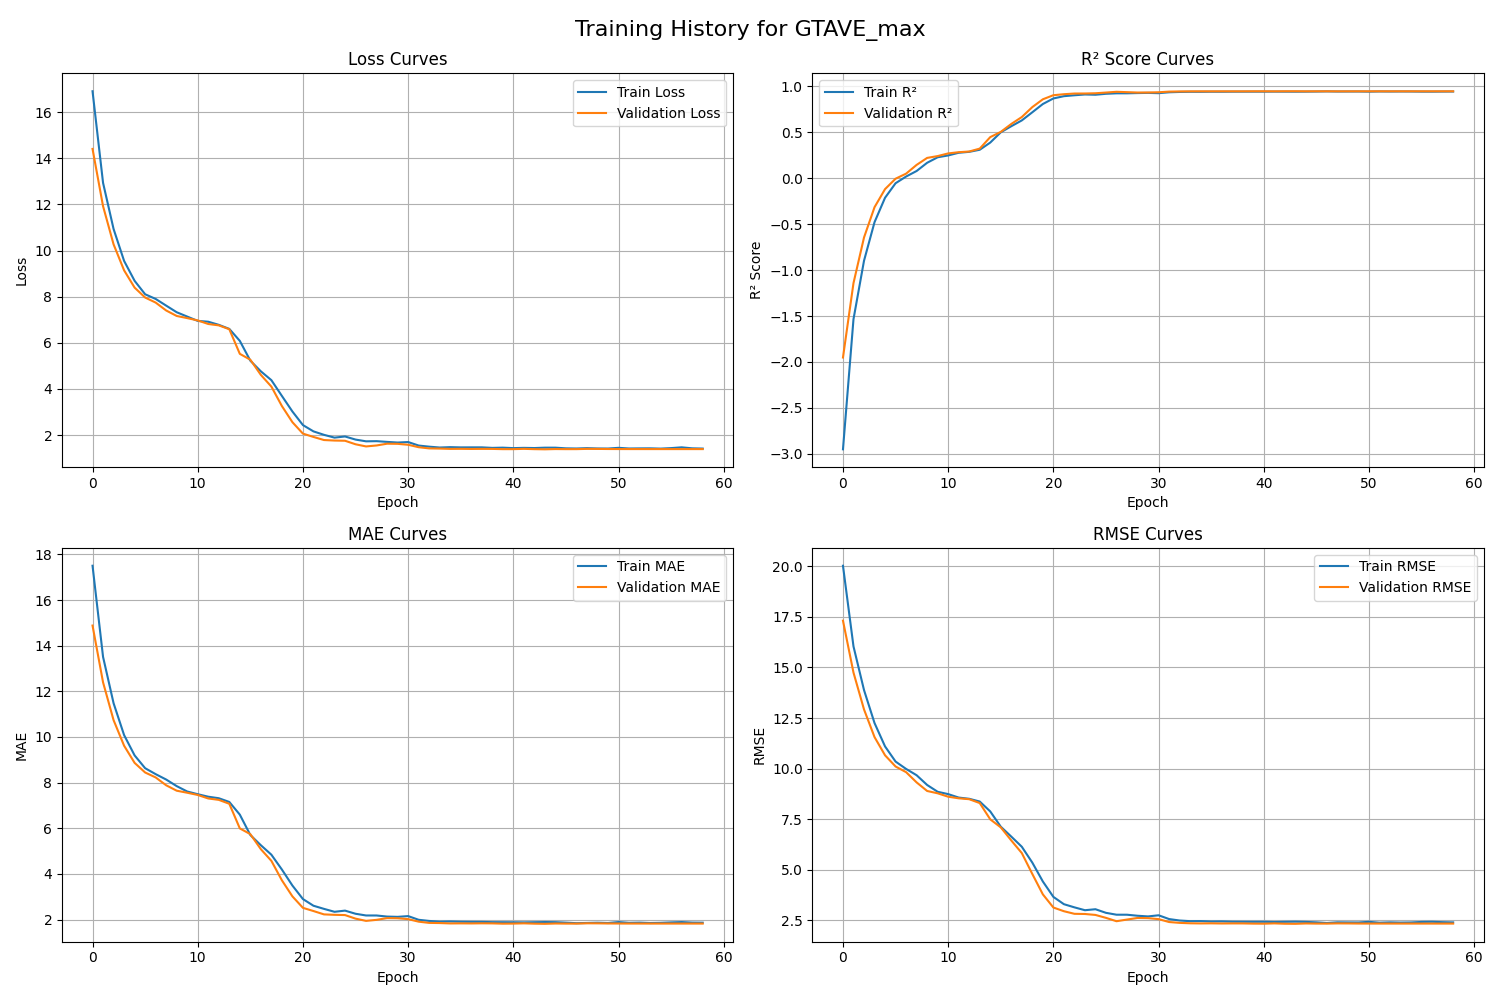 Training History for GTAVE_max
Loss Curves
Train Loss
Validation Loss
16
14
12
10
8
6
4
2
Loss
0 10 20 30 40 50 60
Epoch
R² Score Curves
Train R²
Validation R²
1.0
0.5
0.0
−0.5
−1.0
−1.5
−2.0
−2.5
−3.0
R² Score
0 10 20 30 40 50 60
Epoch
MAE Curves
Train MAE
Validation MAE
18
16
14
12
10
8
6
4
2
MAE
0 10 20 30 40 50 60
Epoch
RMSE Curves
Train RMSE
Validation RMSE
20.0
17.5
15.0
12.5
10.0
7.5
5.0
2.5
RMSE
0 10 20 30 40 50 60
Epoch